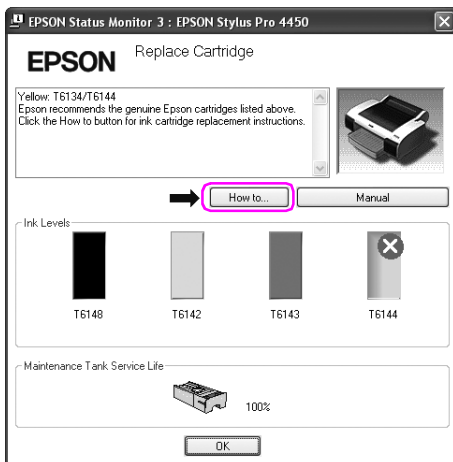 EPSON Status Monitor 3 : EPSON Stylus Pro 4450
EPSON
Replace Cartridge
Yellow: T6134/T6144
Epson recommends the genuine Epson cartridges listed above.
Click the How to button for ink cartridge replacement instructions.
How to...
Manual
Ink Levels
T6148
T6142
T6143
T6144
Maintenance Tank Service Life
100%
OK